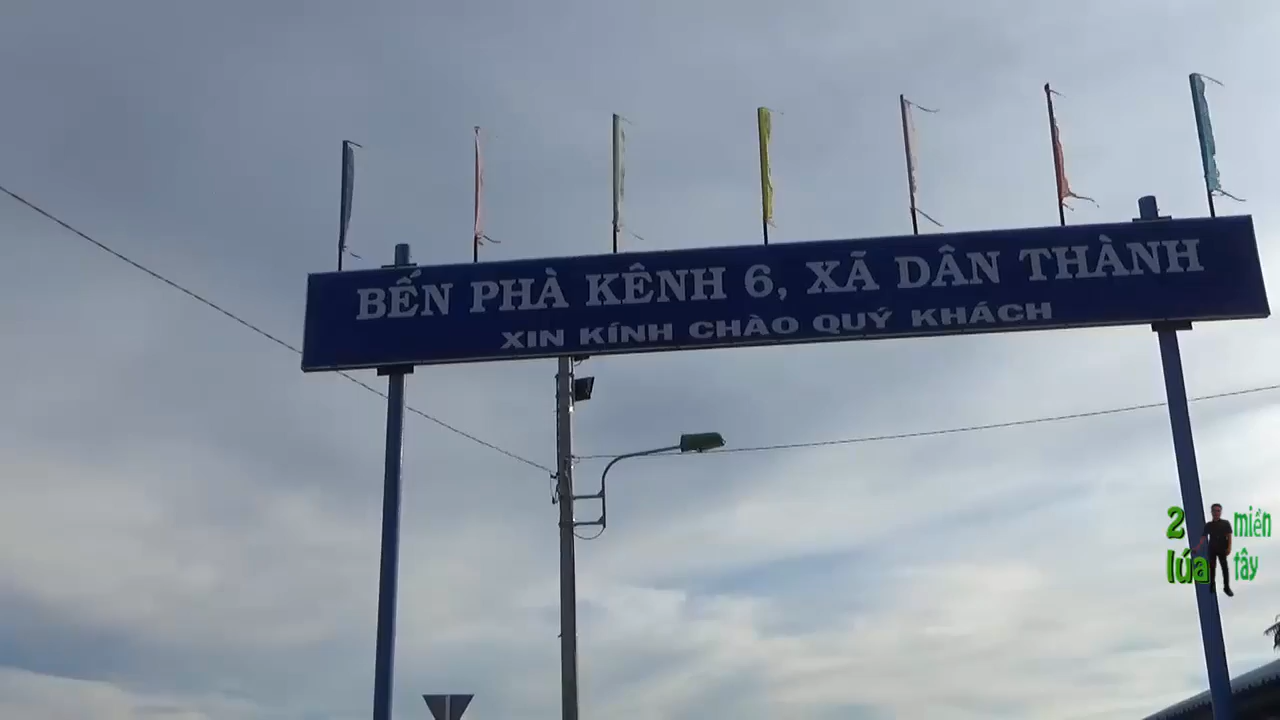 BẾN PHÀ KÊNH 6, XÃ DÂN THÀNH
XIN KÍNH CHÀO QUÝ KHÁCH
2 miền
lúa tây